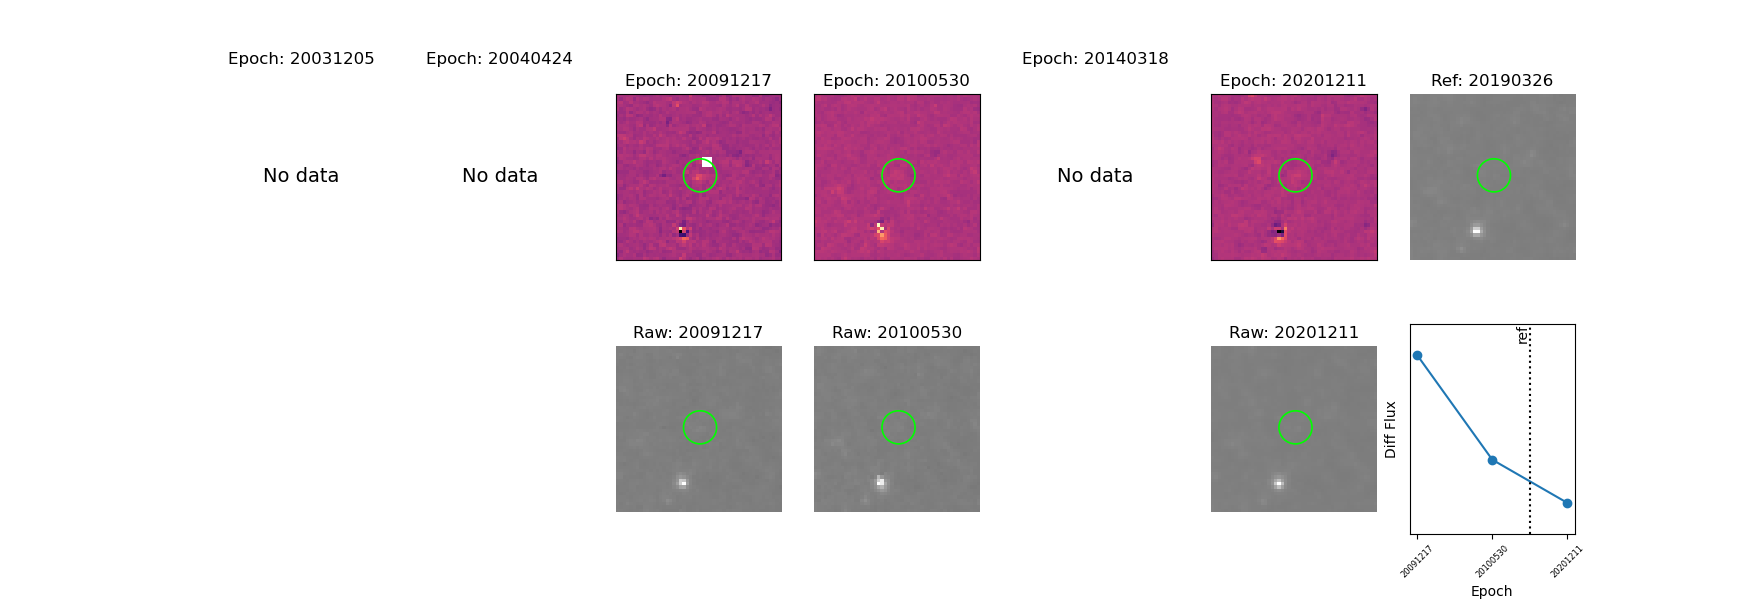 Epoch: 20031205
Epoch: 20040424
Epoch: 20091217
Epoch: 20100530
Epoch: 20140318
Epoch: 20201211
Ref: 20190326
No data
No data
No data
Raw: 20091217
Raw: 20100530
Raw: 20201211
ref
Diff Flux
20091217
20100530
20201211
Epoch